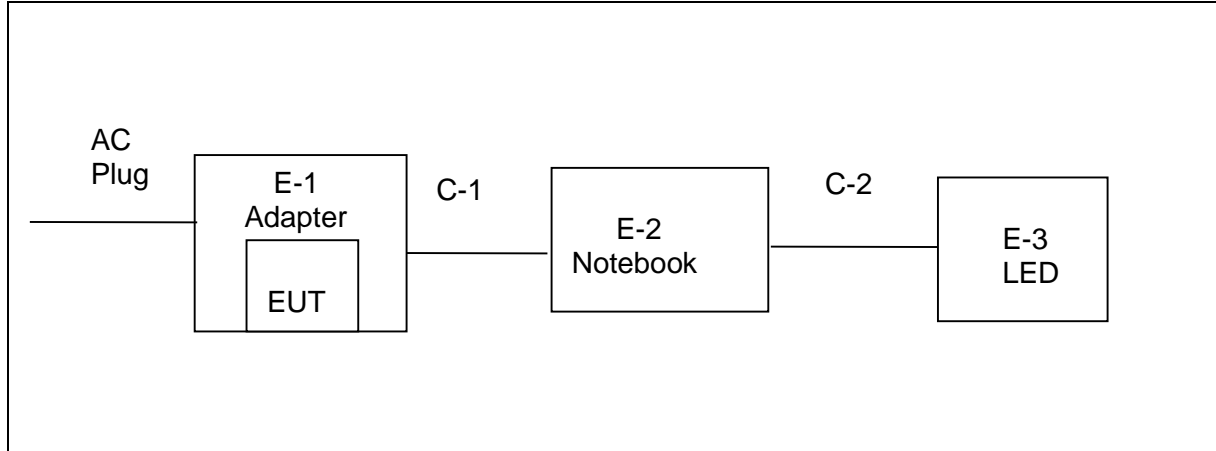 AC
Plug
E-1
Adapter
EUT
C-1
E-2
Notebook
C-2
E-3
LED